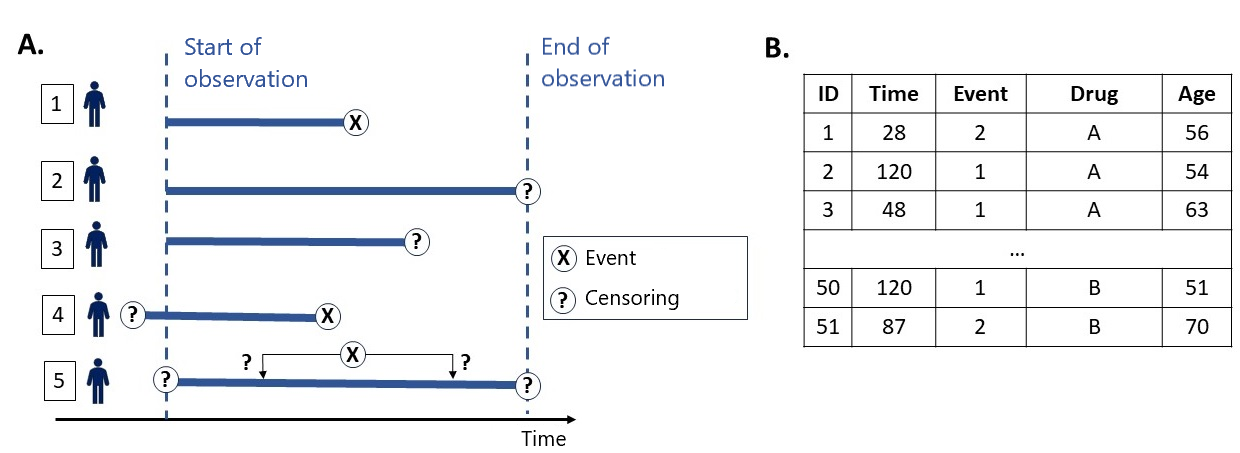 A.
Start of
observation
End of
observation
1
X
2
?
3
?
4
?
X
5
?
?
X
?
?
X Event
? Censoring
Time
B.
ID Time Event Drug Age
1 28 2 A 56
2 120 1 A 54
3 48 1 A 63
...
50 120 1 B 51
51 87 2 B 70